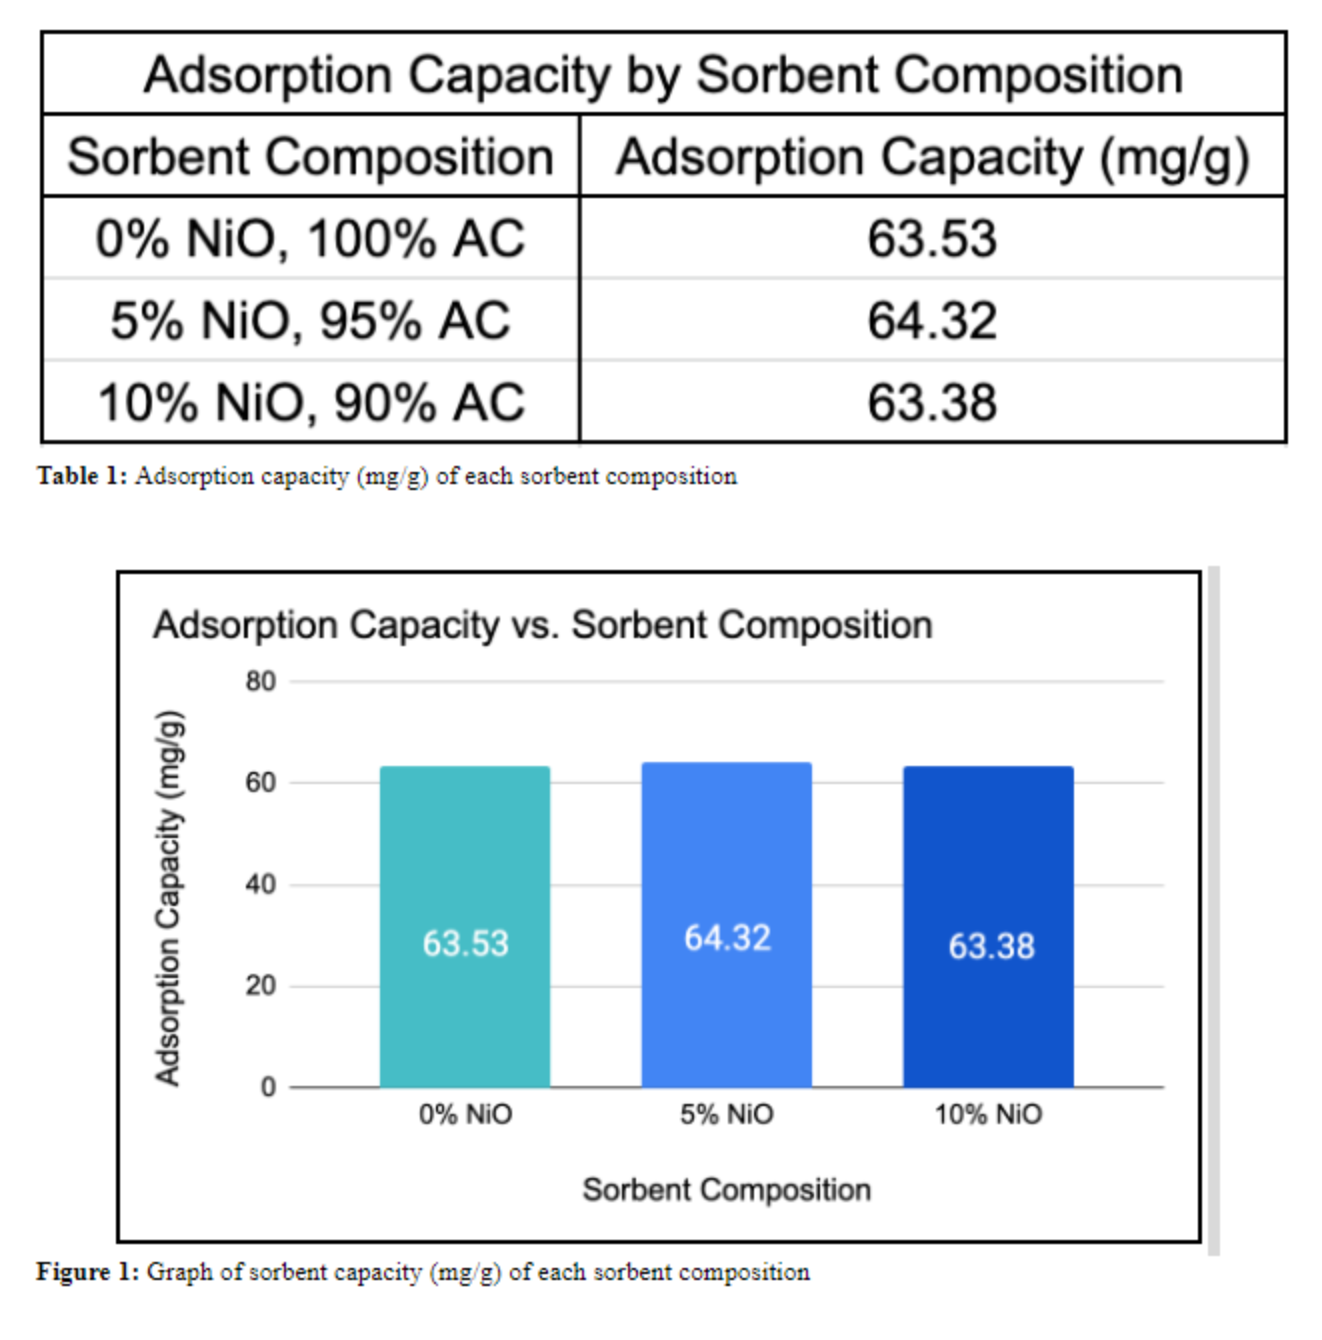 Adsorption Capacity by Sorbent Composition
Sorbent Composition Adsorption Capacity (mg/g)
0% NiO, 100% AC 63.53
5% NiO, 95% AC 64.32
10% NiO, 90% AC 63.38
Table 1: Adsorption capacity (mg/g) of each sorbent composition
Adsorption Capacity vs. Sorbent Composition
Adsorption Capacity (mg/g)
80
60
40
20
0
63.53 64.32 63.38
0% NiO 5% NiO 10% NiO
Sorbent Composition
Figure 1: Graph of sorbent capacity (mg/g) of each sorbent composition